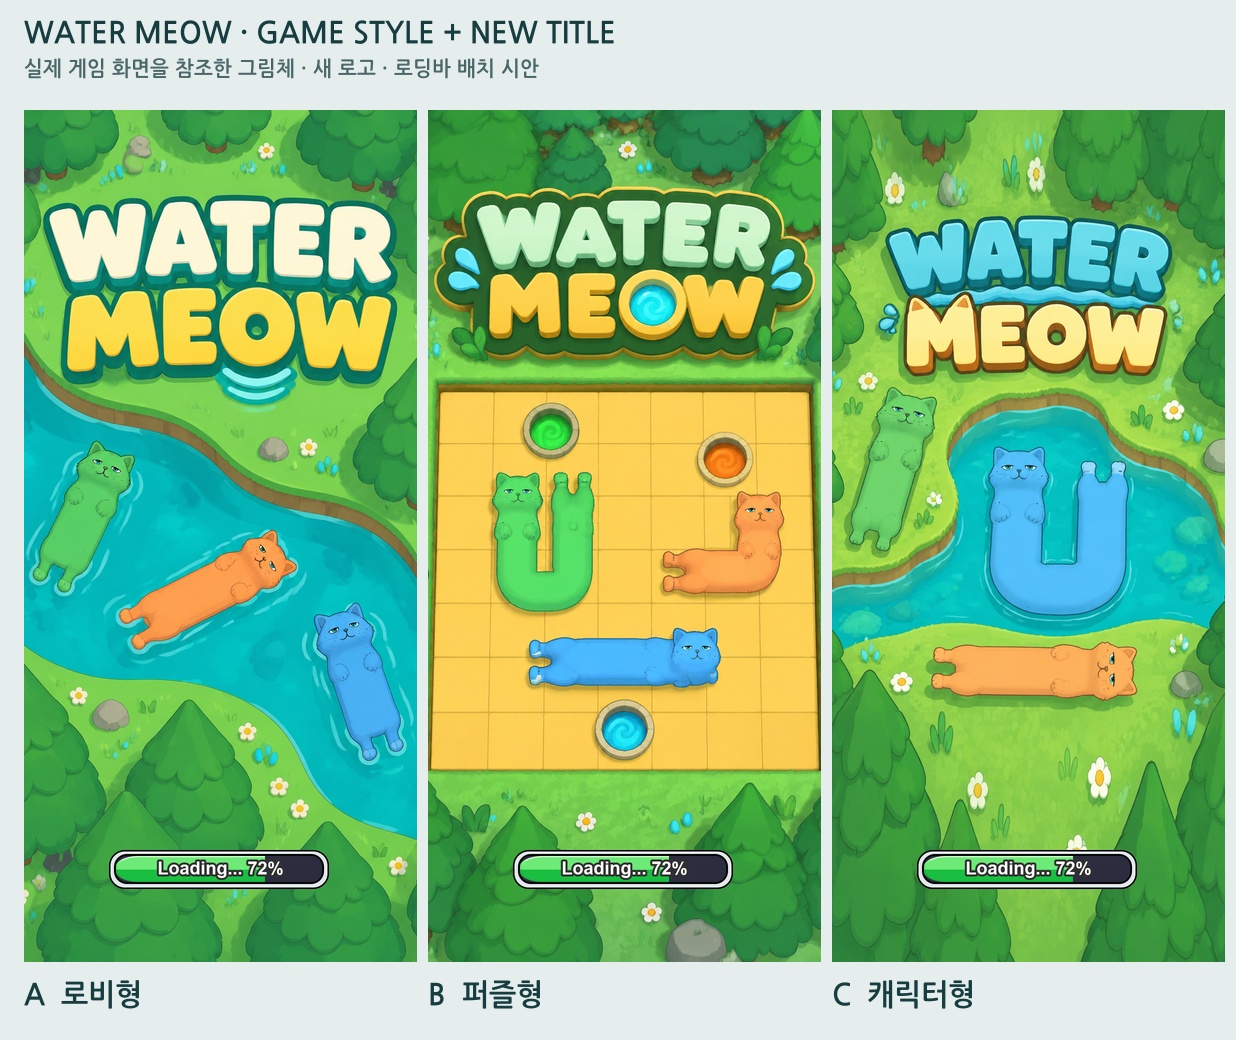 WATER MEOW · GAME STYLE + NEW TITLE
실제 게임 화면을 참조한 그림체 · 새 로고 · 로딩바 배치 시안
WATER
MEOW
Loading... 72%
A 로비형
WATER
MEOW
Loading... 72%
B 퍼즐형
WATER
MEOW
Loading... 72%
C 캐릭터형